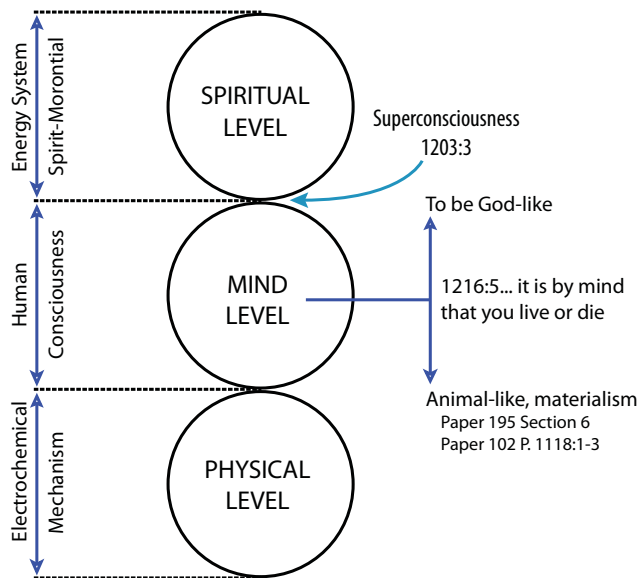 Energy System
Spirit-Morontial
SPIRITUAL
LEVEL
Superconsciousness
1203:3
To be God-like
Human
Consciousness
MIND
LEVEL
1216:5... it is by mind
that you live or die
Animal-like, materialism
Paper 195 Section 6
Paper 102 P. 1118:1-3
Electrochemical
Mechanism
PHYSICAL
LEVEL